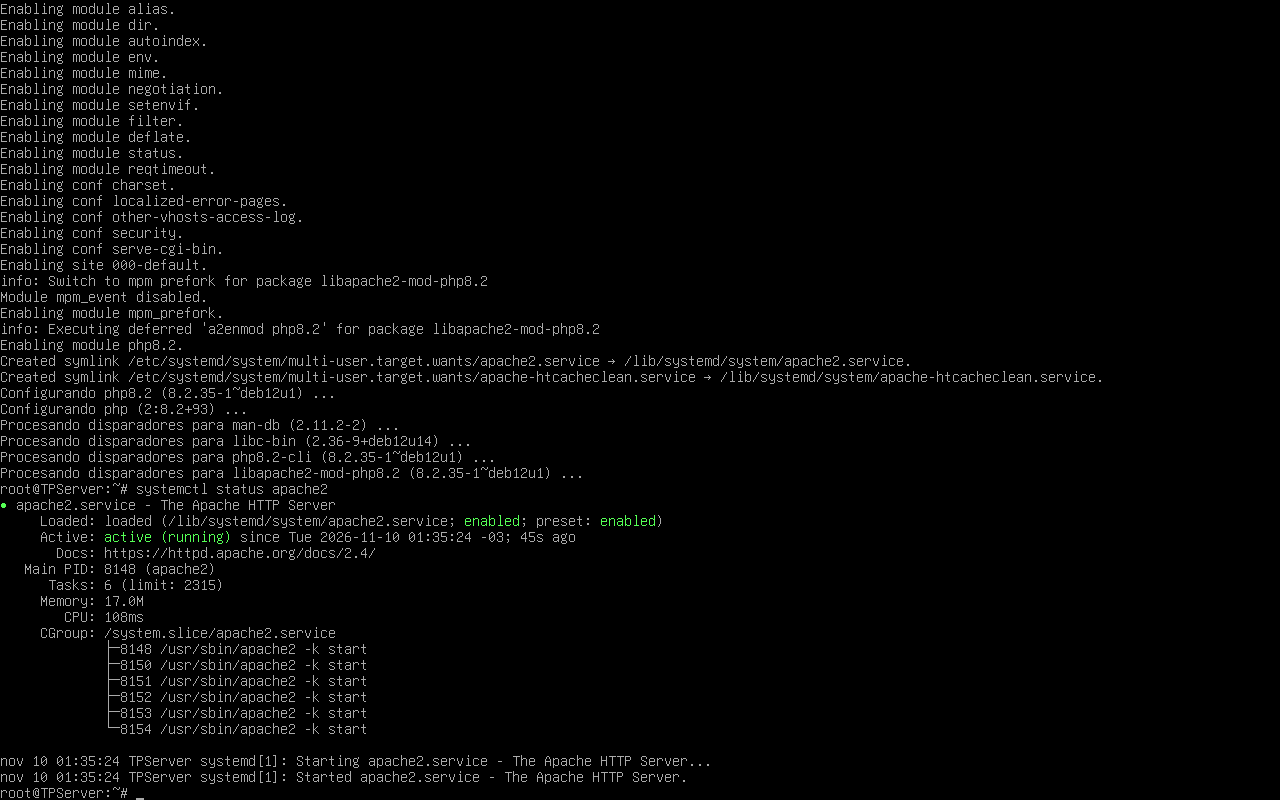 Enabling module alias.
Enabling module dir.
Enabling module autoindex.
Enabling module env.
Enabling module mime.
Enabling module negotiation.
Enabling module setenvif.
Enabling module filter.
Enabling module deflate.
Enabling module status.
Enabling module reqtimeout.
Enabling conf charset.
Enabling conf localized-error-pages.
Enabling conf other-vhosts-access-log.
Enabling conf security.
Enabling conf serve-cgi-bin.
Enabling site 000-default.
info: Switch to mpm prefork for package libapache2-mod-php8.2
Module mpm_event disabled.
Enabling module mpm_prefork.
info: Executing deferred 'a2enmod php8.2' for package libapache2-mod-php8.2
Enabling module php8.2.
Created symlink /etc/systemd/system/multi-user.target.wants/apache2.service → /lib/systemd/system/apache2.service.
Created symlink /etc/systemd/system/multi-user.target.wants/apache-htcacheclean.service → /lib/systemd/system/apache-htcacheclean.service.
Configurando php8.2 (8.2.35-1~deb12u1) ...
Configurando php (2:8.2+93) ...
Procesando disparadores para man-db (2.11.2-2) ...
Procesando disparadores para libc-bin (2.36-9+deb12u14) ...
Procesando disparadores para php8.2-cli (8.2.35-1~deb12u1) ...
Procesando disparadores para libapache2-mod-php8.2 (8.2.35-1~deb12u1) ...
root@TPServer:~# systemctl status apache2
● apache2.service - The Apache HTTP Server
     Loaded: loaded (/lib/systemd/system/apache2.service; enabled; preset: enabled)
     Active: active (running) since Tue 2026-11-10 01:35:24 -03; 45s ago
       Docs: https://httpd.apache.org/docs/2.4/
   Main PID: 8148 (apache2)
      Tasks: 6 (limit: 2315)
     Memory: 17.0M
        CPU: 108ms
     CGroup: /system.slice/apache2.service
             ├─8148 /usr/sbin/apache2 -k start
             ├─8150 /usr/sbin/apache2 -k start
             ├─8151 /usr/sbin/apache2 -k start
             ├─8152 /usr/sbin/apache2 -k start
             ├─8153 /usr/sbin/apache2 -k start
             └─8154 /usr/sbin/apache2 -k start

nov 10 01:35:24 TPServer systemd[1]: Starting apache2.service - The Apache HTTP Server...
nov 10 01:35:24 TPServer systemd[1]: Started apache2.service - The Apache HTTP Server.
root@TPServer:~# _